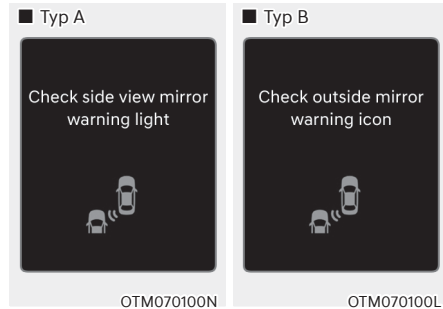 ■ Typ A
Check side view mirror
warning light
OTM070100N
■ Typ B
Check outside mirror
warning icon
OTM070100L